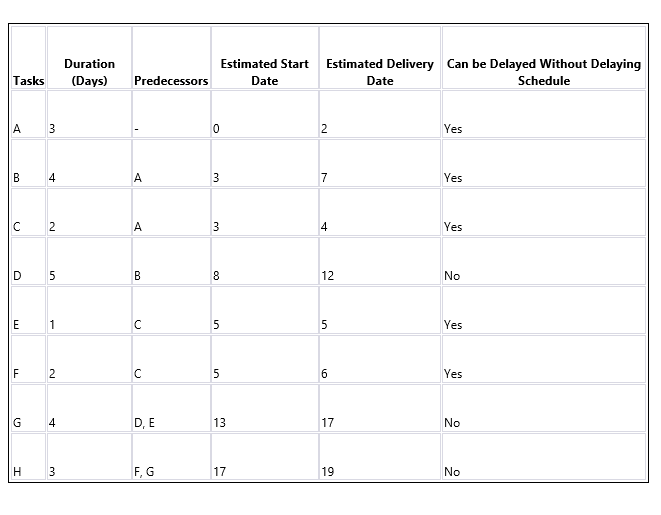 Tasks Duration (Days) Predecessors Estimated Start Date Estimated Delivery Date Can be Delayed Without Delaying Schedule
A 3 - 0 2 Yes
B 4 A 3 7 Yes
C 2 A 3 4 Yes
D 5 B 8 12 No
E 1 C 5 5 Yes
F 2 C 5 6 Yes
G 4 D, E 13 17 No
H 3 F, G 17 19 No